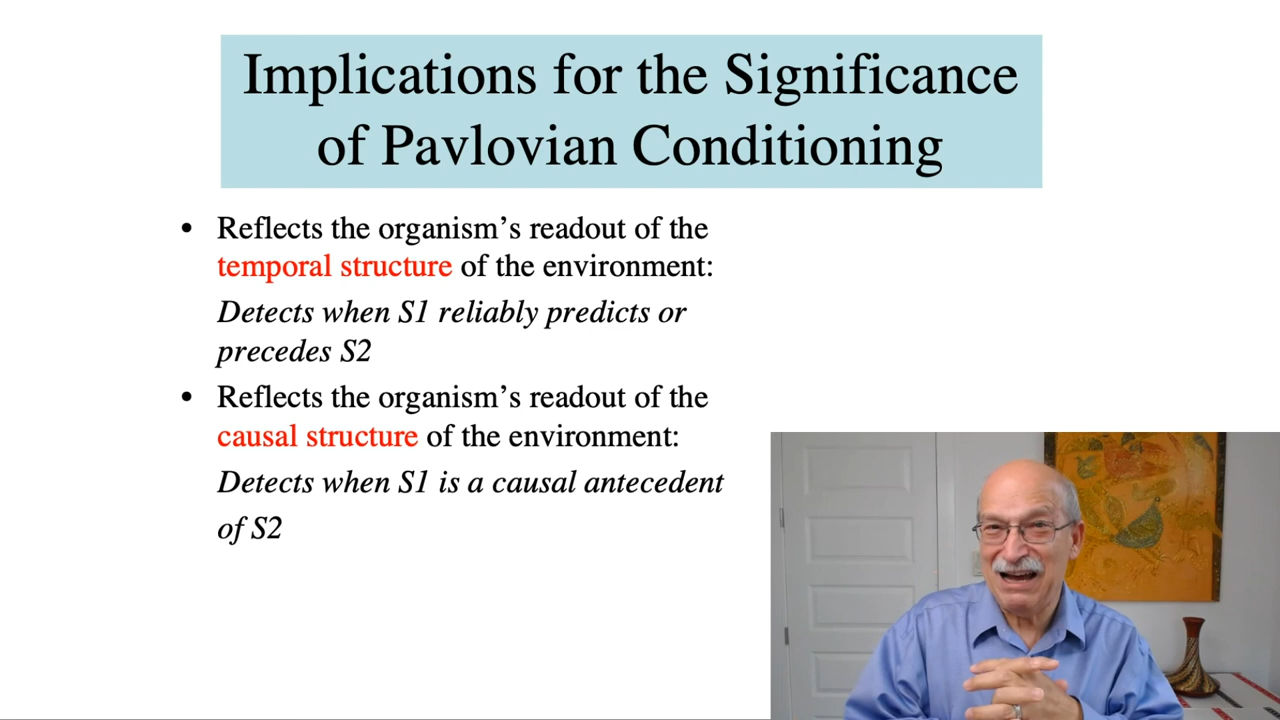 Implications for the Significance
of Pavlovian Conditioning
• Reflects the organism’s readout of the
temporal structure of the environment:
Detects when S1 reliably predicts or
precedes S2
• Reflects the organism’s readout of the
causal structure of the environment:
Detects when S1 is a causal antecedent
of S2